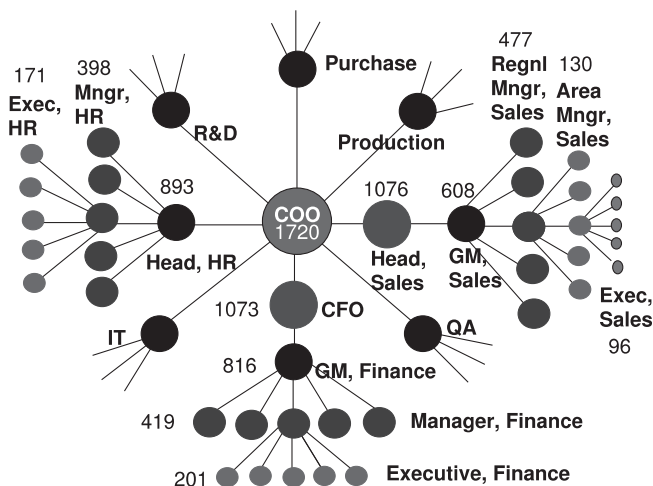 477
130
Regnl
Mngr,
Sales
Area
Mngr,
Sales
171
Exec,
HR
398
Mngr,
HR
Purchase
R&D
Production
893
1076
608
COO
1720
Head, HR
Head,
Sales
GM,
Sales
Exec,
Sales
96
1073
CFO
IT
QA
816
GM, Finance
419
Manager, Finance
201
Executive, Finance